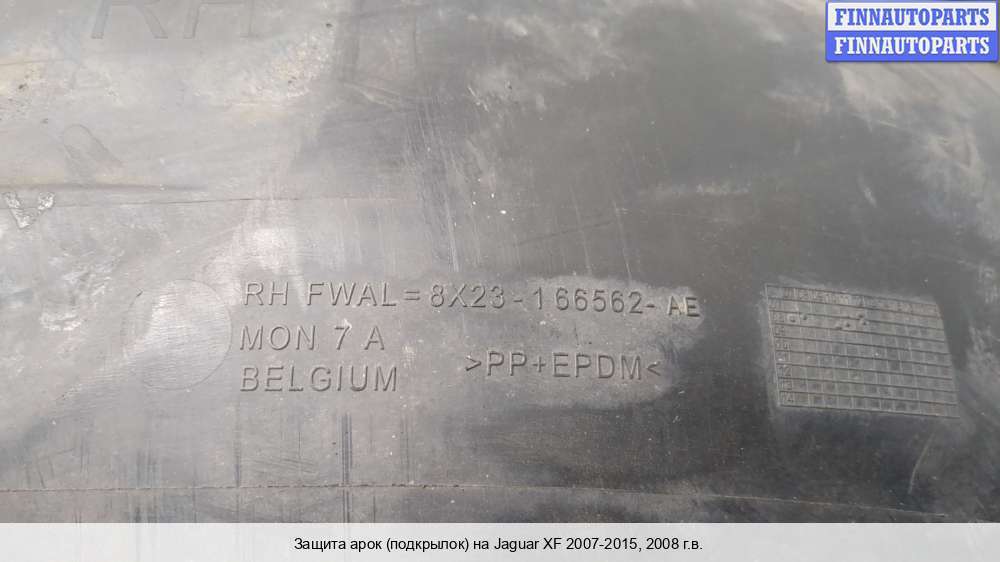 FINNAUTOPARTS
FINNAUTOPARTS
RH
RH FWAL = 8X23-166562-AE
MON 7 A
BELGIUM
>PP+EPDM<
Защита арок (подкрылок) на Jaguar XF 2007-2015, 2008 г.в.